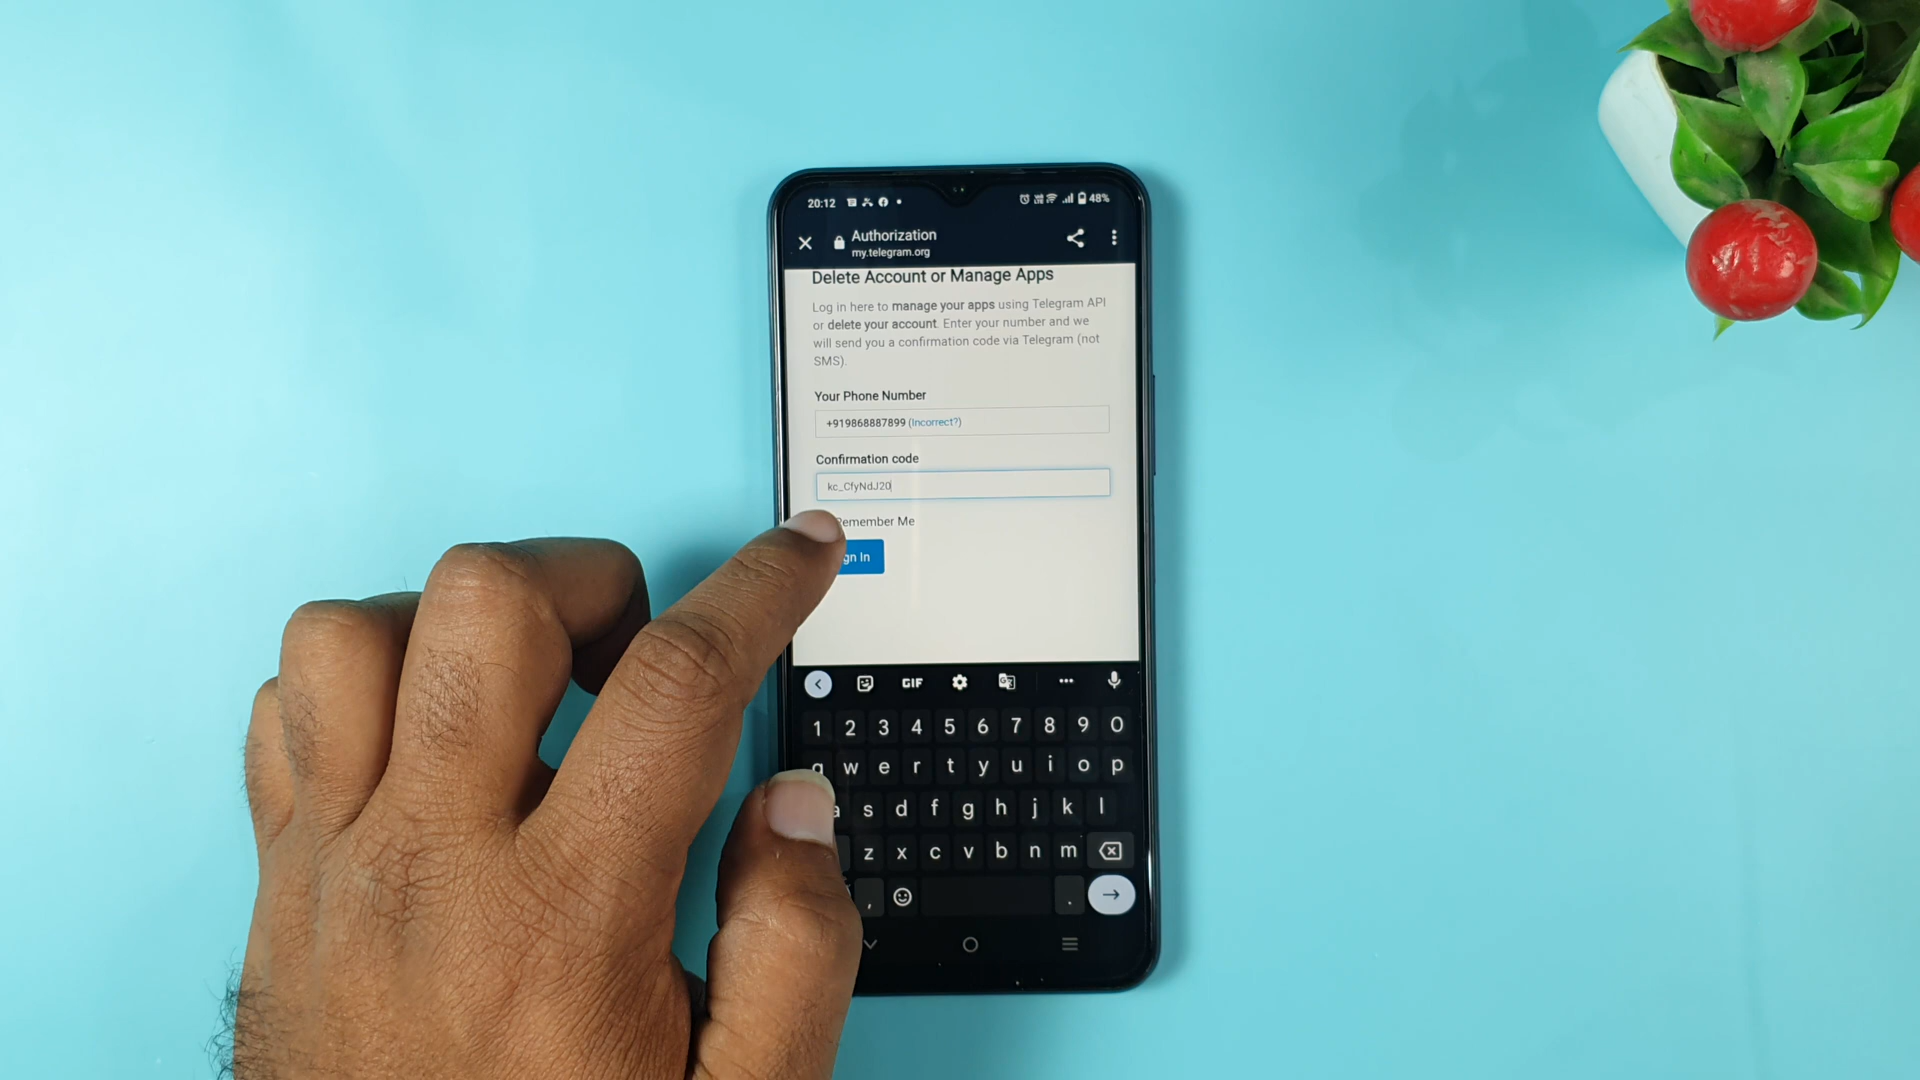 20:12 48%
Authorization
my.telegram.org
Delete Account or Manage Apps
Log in here to manage your apps using Telegram API
or delete your account. Enter your number and we
will send you a confirmation code via Telegram (not
SMS).
Your Phone Number
+919868887899 (Incorrect?)
Confirmation code
kc_CfyNdJ20
Remember Me
gn In
GIF
1 2 3 4 5 6 7 8 9 0
q w e r t y u i o p
a s d f g h j k l
z x c v b n m
, .